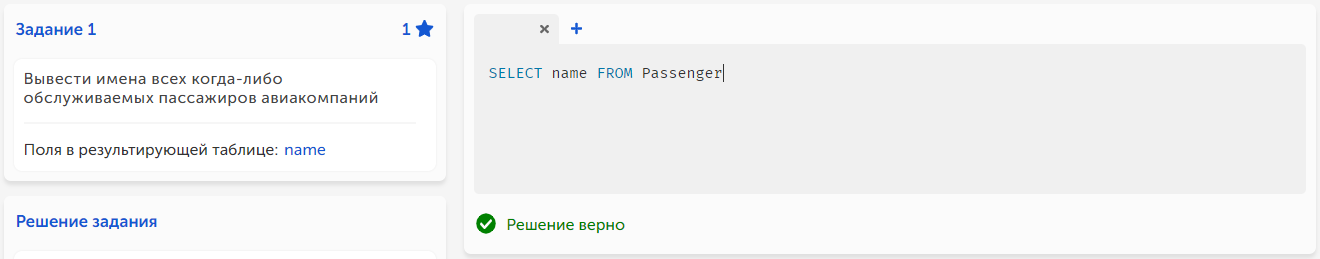 Задание 1
1
Вывести имена всех когда-либо
обслуживаемых пассажиров авиакомпаний
Поля в результирующей таблице: name
Решение задания
SELECT name FROM Passenger
Решение верно